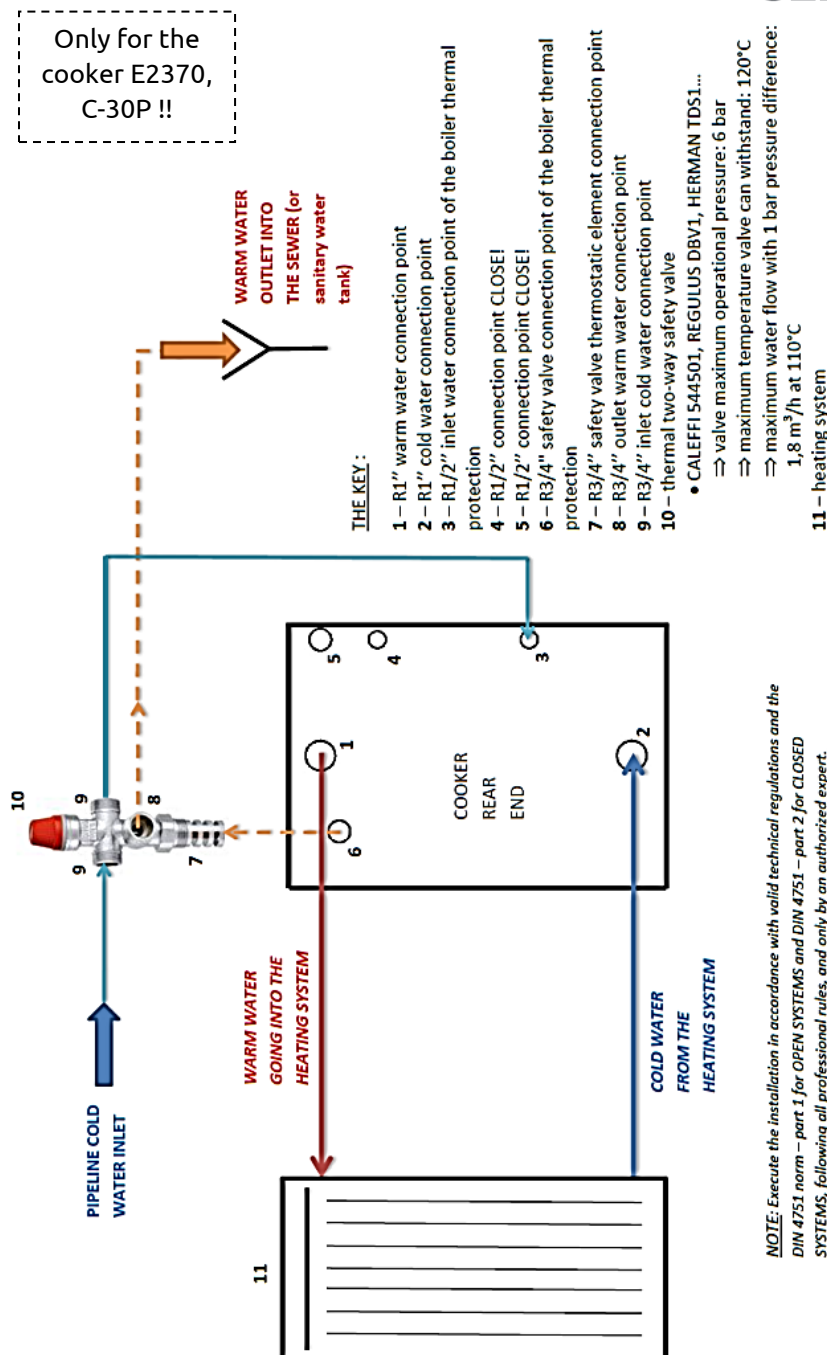 Only for the
cooker E2370,
C-30P !!
10
9
9
8
7
PIPELINE COLD
WATER INLET
WARM WATER
OUTLET INTO
THE SEWER (or
sanitary water
tank)
WARM WATER
GOING INTO THE
HEATING SYSTEM
11
6
1
5
4
COOKER
REAR
END
3
2
COLD WATER
FROM THE
HEATING SYSTEM
THE KEY :
1 – R1’’ warm water connection point
2 – R1’’ cold water connection point
3 – R1/2’’ inlet water connection point of the boiler thermal
protection
4 – R1/2’’ connection point CLOSE!
5 – R1/2’’ connection point CLOSE!
6 – R3/4" safety valve connection point of the boiler thermal
protection
7 – R3/4’’ safety valve thermostatic element connection point
8 – R3/4’’ outlet warm water connection point
9 – R3/4’’ inlet cold water connection point
10 – thermal two-way safety valve
• CALEFFI 544501, REGULUS DBV1, HERMAN TDS1...
⇒ valve maximum operational pressure: 6 bar
⇒ maximum temperature valve can withstand: 120°C
⇒ maximum water flow with 1 bar pressure difference:
1,8 m³/h at 110°C
11 – heating system
NOTE: Execute the installation in accordance with valid technical regulations and the
DIN 4751 norm – part 1 for OPEN SYSTEMS and DIN 4751 – part 2 for CLOSED
SYSTEMS, following all professional rules, and only by an authorized expert.